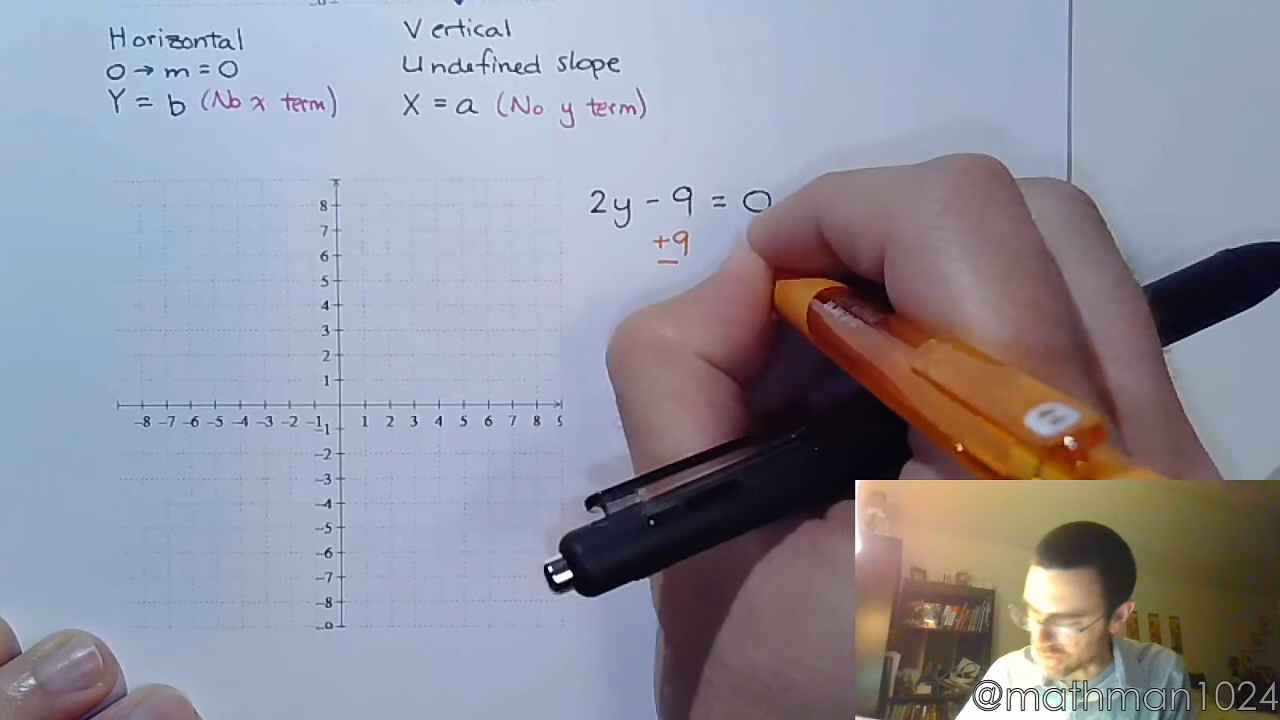 Horizontal
0 → m = 0
Y = b (No x term)
Vertical
Undefined slope
X = a (No y term)
2y - 9 = 0
+9
8
7
6
5
4
3
2
1
-8 -7 -6 -5 -4 -3 -2 -1 1 2 3 4 5 6 7 8
-1
-2
-3
-4
-5
-6
-7
-8
@mathman1024